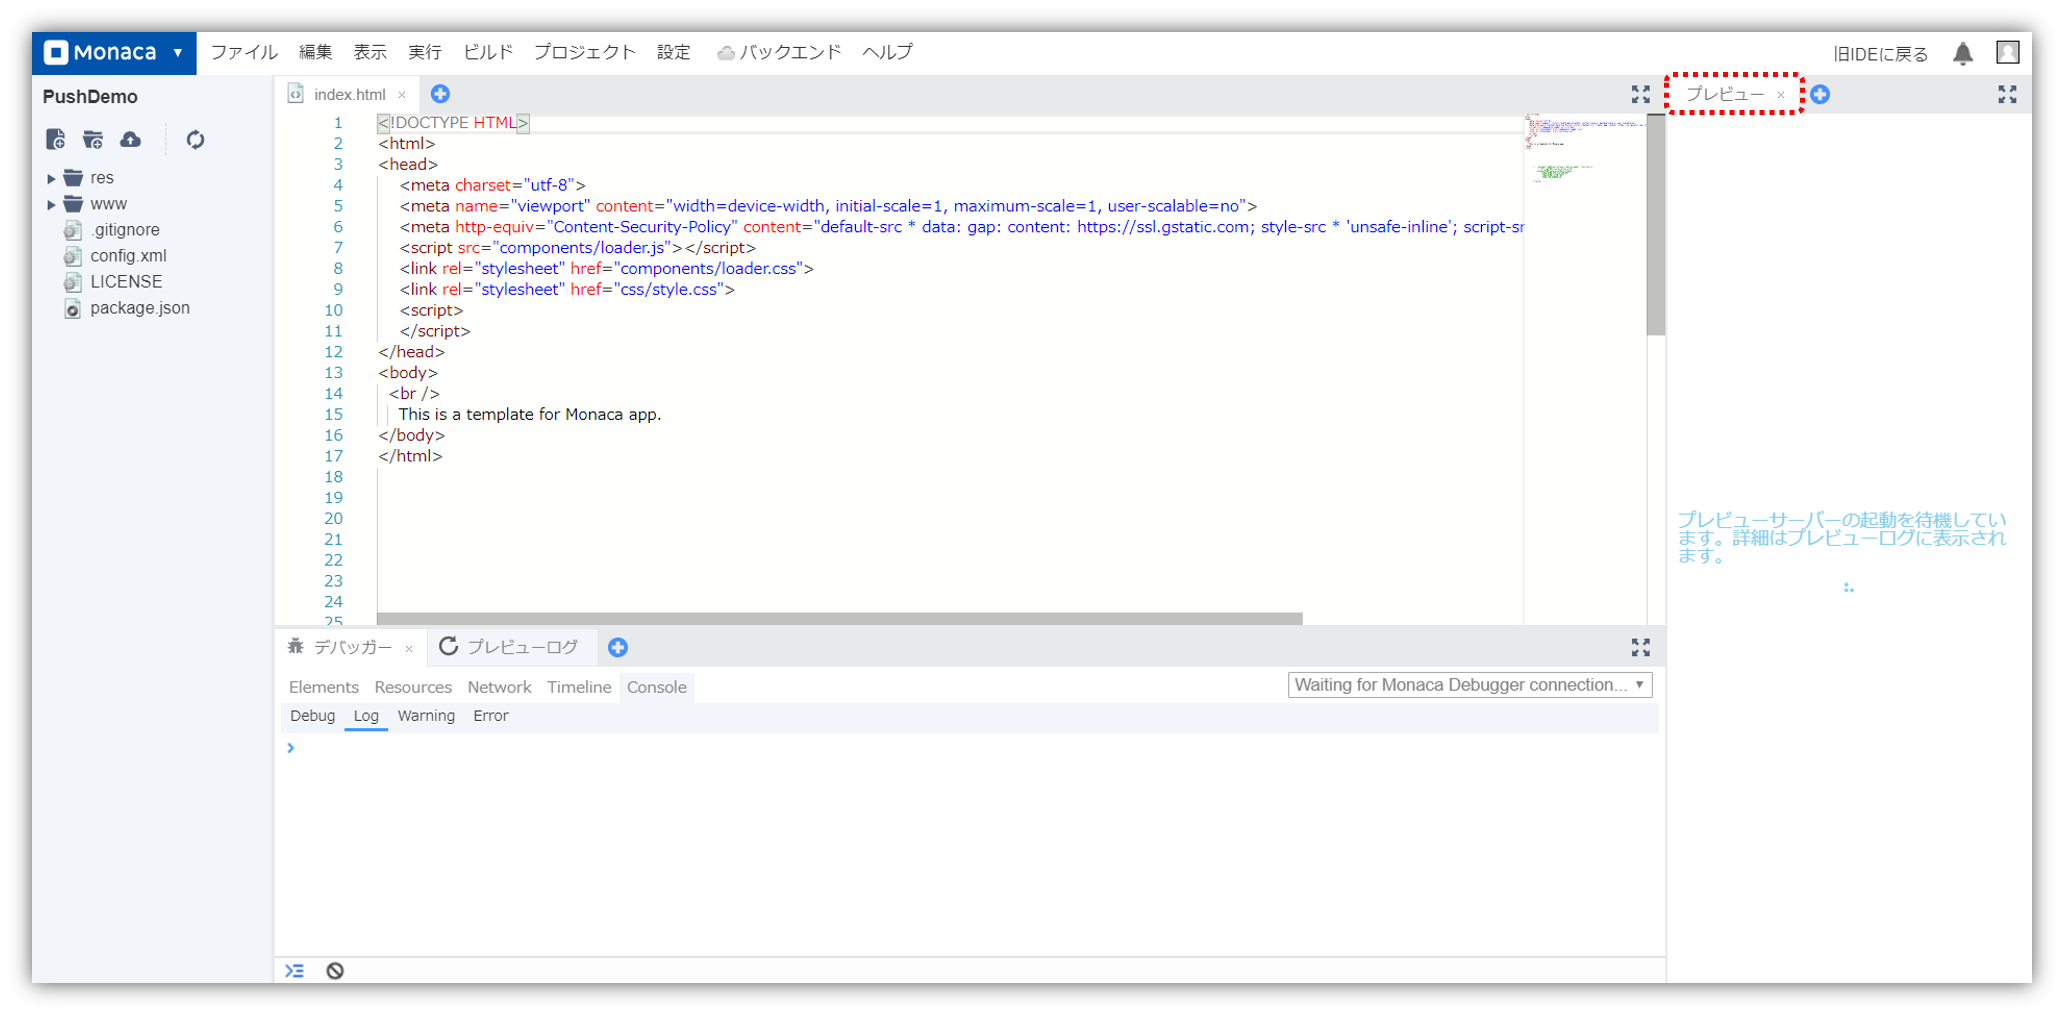 Monaca ▼ ファイル 編集 表示 実行 ビルド プロジェクト 設定 バックエンド ヘルプ 旧IDEに戻る
PushDemo
res
www
.gitignore
config.xml
LICENSE
package.json
index.html ×
1 <!DOCTYPE HTML>
2 <html>
3 <head>
4 <meta charset="utf-8">
5 <meta name="viewport" content="width=device-width, initial-scale=1, maximum-scale=1, user-scalable=no">
6 <meta http-equiv="Content-Security-Policy" content="default-src * data: gap: content: https://ssl.gstatic.com; style-src * 'unsafe-inline'; script-sr
7 <script src="components/loader.js"></script>
8 <link rel="stylesheet" href="components/loader.css">
9 <link rel="stylesheet" href="css/style.css">
10 <script>
11 </script>
12 </head>
13 <body>
14 <br />
15 This is a template for Monaca app.
16 </body>
17 </html>
18
19
20
21
22
23
24
25
プレビュー ×
プレビューサーバーの起動を待機してい
ます。詳細はプレビューログに表示され
ます。
デバッガー × プレビューログ
Elements Resources Network Timeline Console Waiting for Monaca Debugger connection... ▼
Debug Log Warning Error